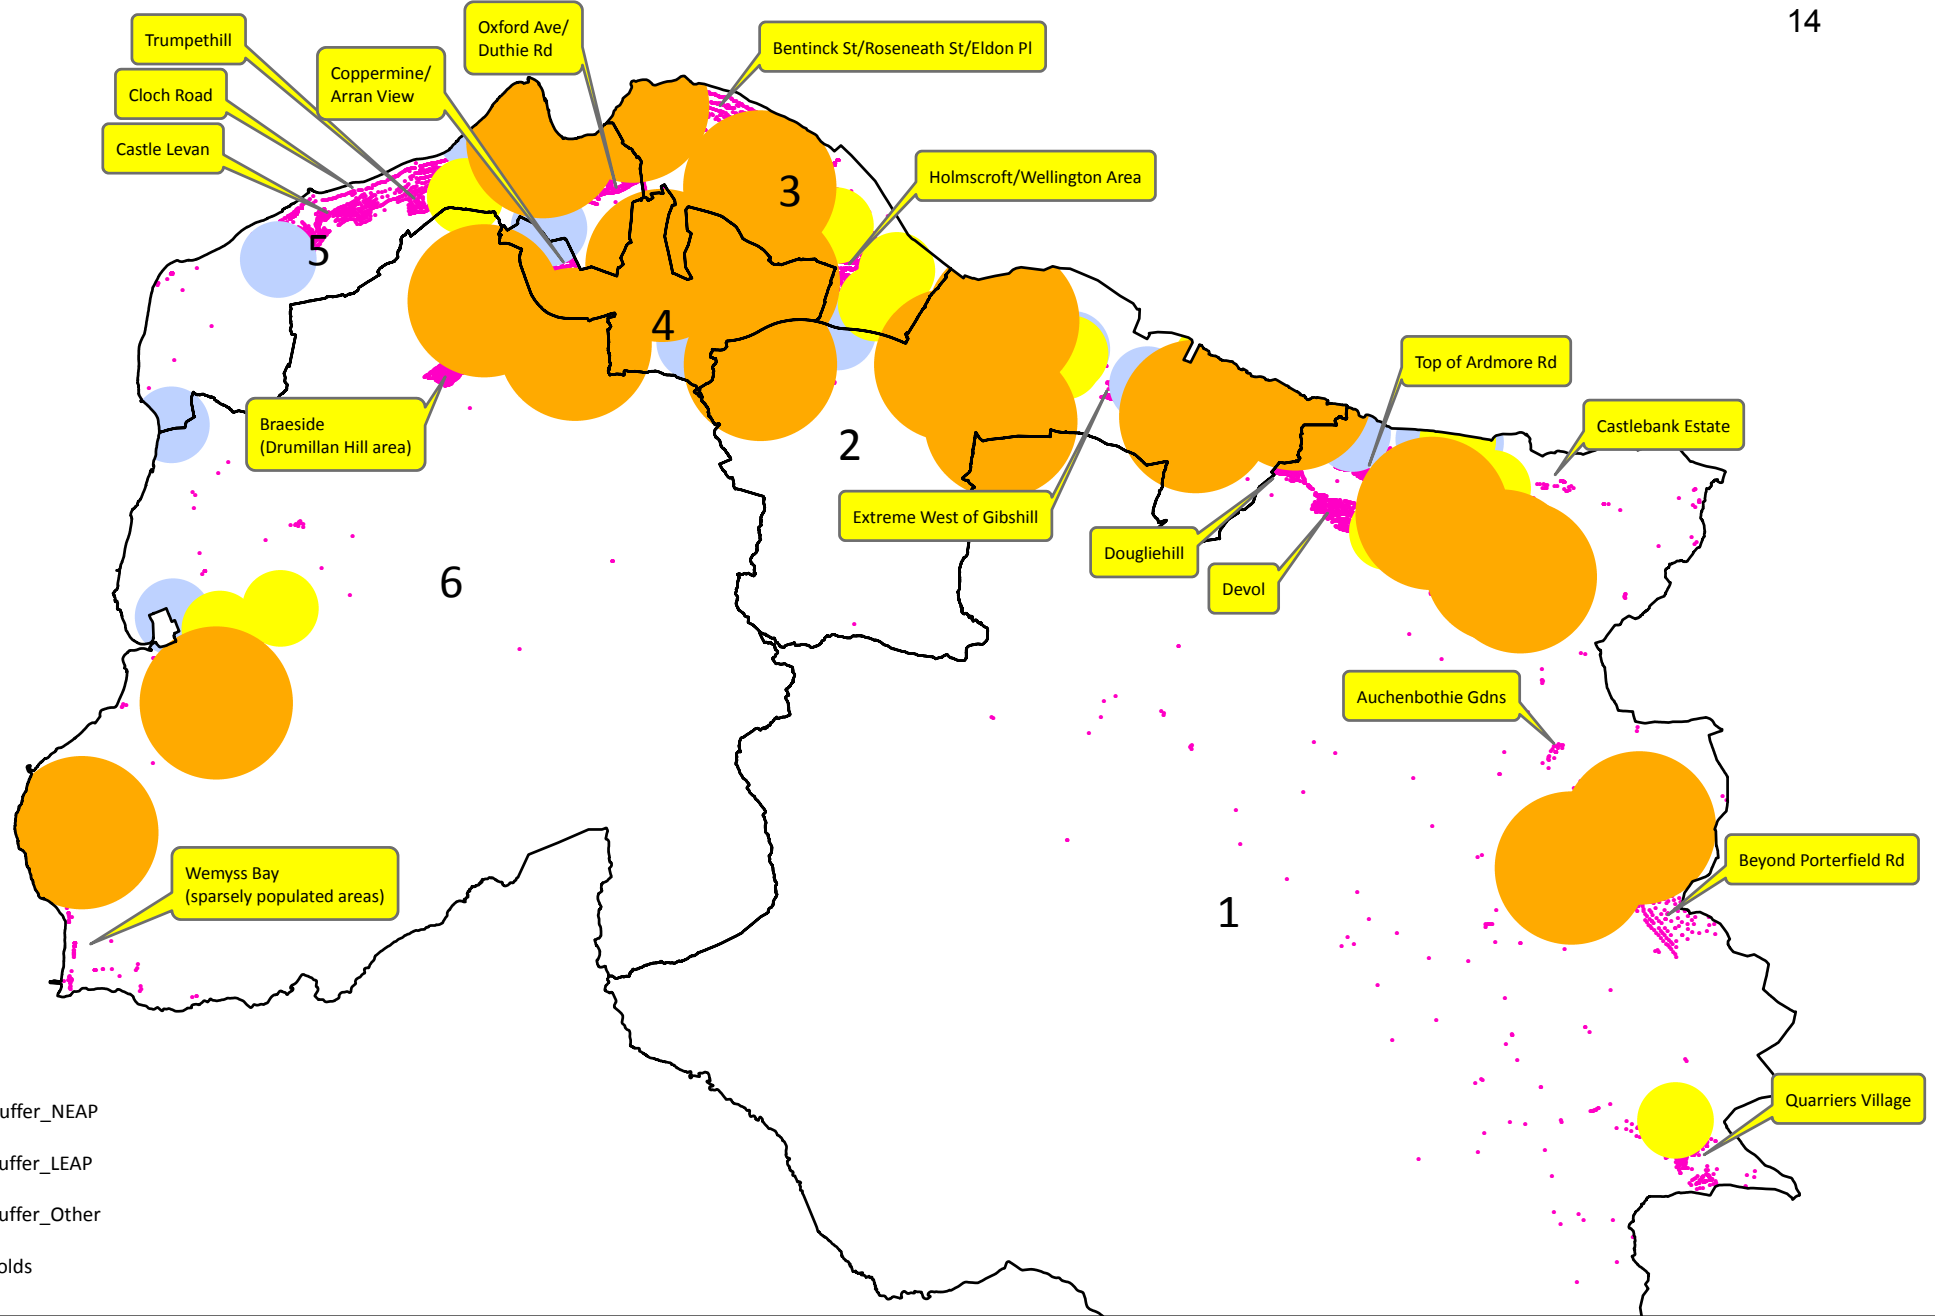 14
Trumpethill
Oxford Ave/
Duthie Rd
Bentinck St/Roseneath St/Eldon Pl
Coppermine/
Arran View
Cloch Road
Castle Levan
Holmscroft/Wellington Area
3
5
4
Top of Ardmore Rd
Braeside
(Drumillan Hill area)
Castlebank Estate
2
Extreme West of Gibshill
Dougliehill
6
Devol
Auchenbothie Gdns
Wemyss Bay
(sparsely populated areas)
Beyond Porterfield Rd
1
Quarriers Village
uffer_NEAP
uffer_LEAP
uffer_Other
olds